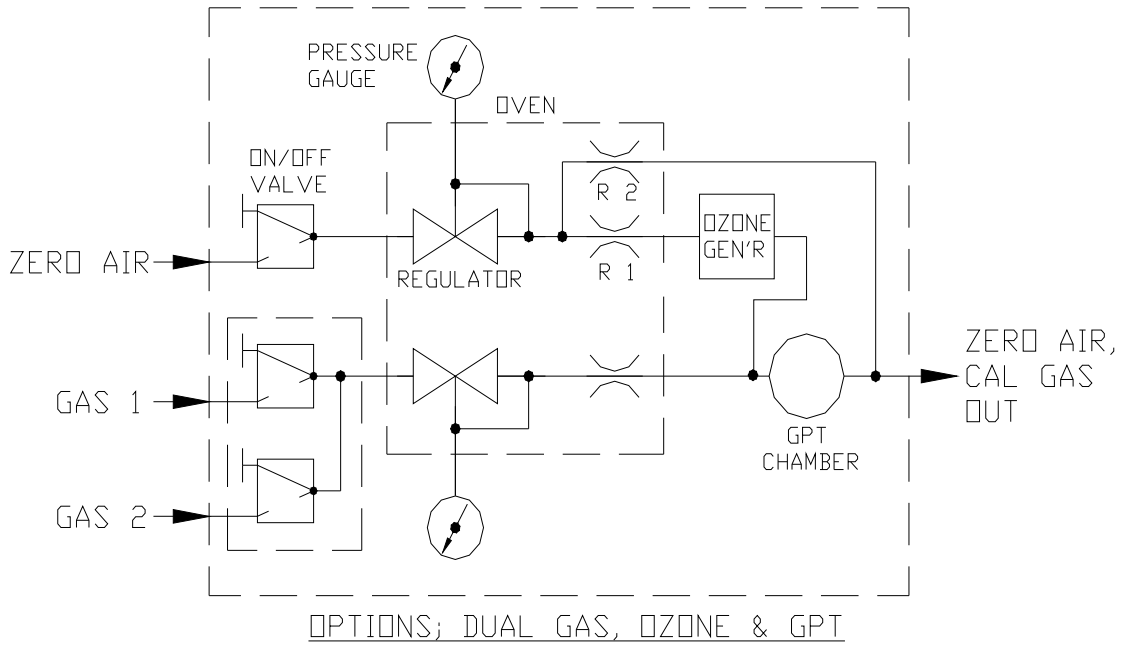 PRESSURE
GAUGE
OVEN
ON/OFF
VALVE
R 2
OZONE
GEN'R
ZERO AIR
REGULATOR
R 1
ZERO AIR,
CAL GAS
OUT
GAS 1
GPT
CHAMBER
GAS 2
OPTIONS; DUAL GAS, OZONE & GPT